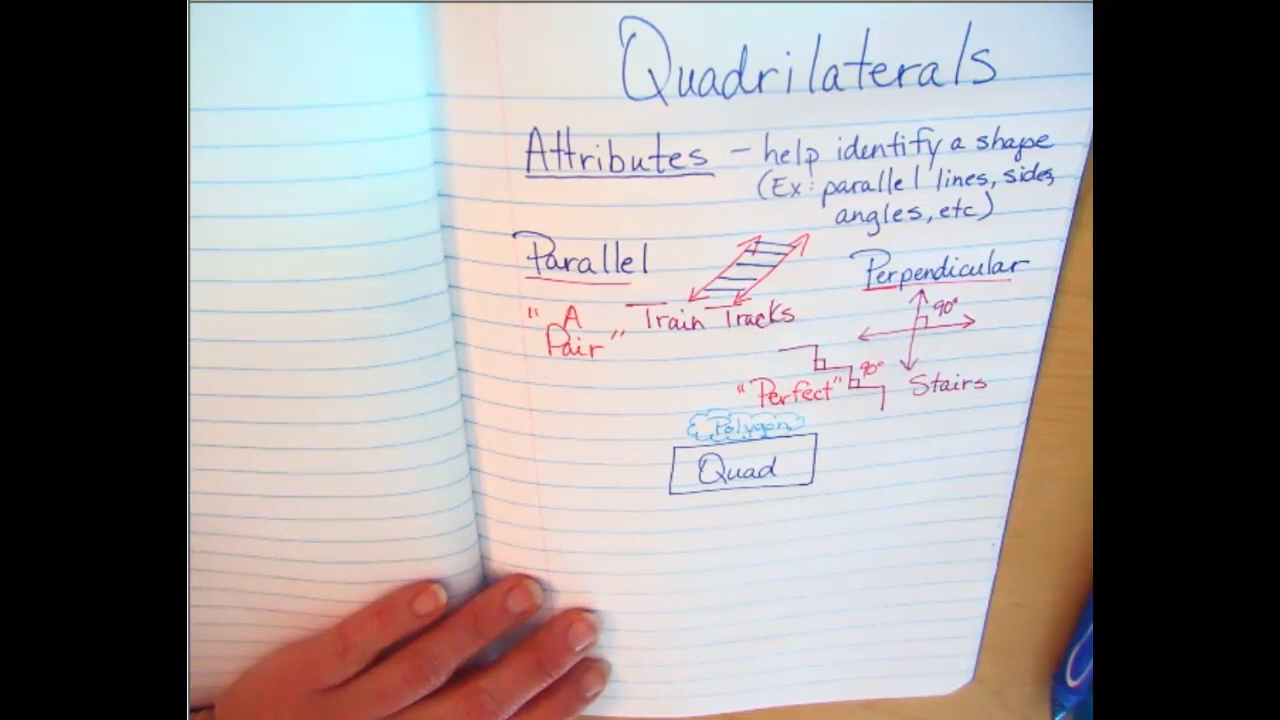 Quadrilaterals
Attributes – help identify a shape
(Ex: parallel lines, sides,
angles, etc)
Parallel
Perpendicular
90°
"A
Pair"
Train Tracks
90°
"Perfect"
Stairs
Polygon
Quad